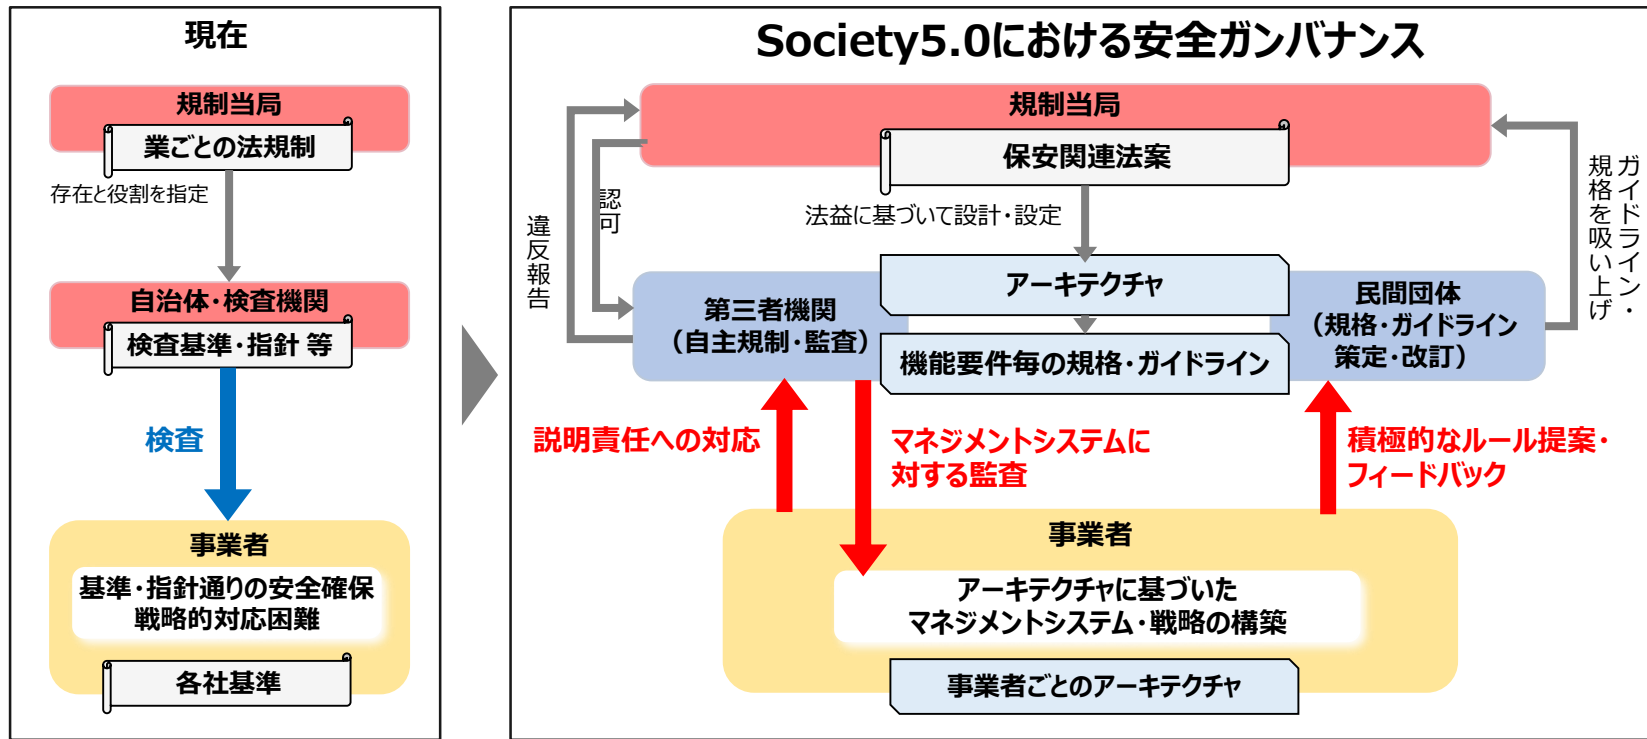 現在
規制当局
業ごとの法規制
存在と役割を指定
自治体・検査機関
検査基準・指針 等
検査
事業者
基準・指針通りの安全確保
戦略的対応困難
各社基準
Society5.0における安全ガンバナンス
規制当局
保安関連法案
違反報告
認可
法益に基づいて設計・設定
ガイドライン・
規格を吸い上げ
アーキテクチャ
第三者機関
（自主規制・監査）
機能要件毎の規格・ガイドライン
民間団体
（規格・ガイドライン
策定・改訂）
説明責任への対応
マネジメントシステムに
対する監査
積極的なルール提案・
フィードバック
事業者
アーキテクチャに基づいた
マネジメントシステム・戦略の構築
事業者ごとのアーキテクチャ